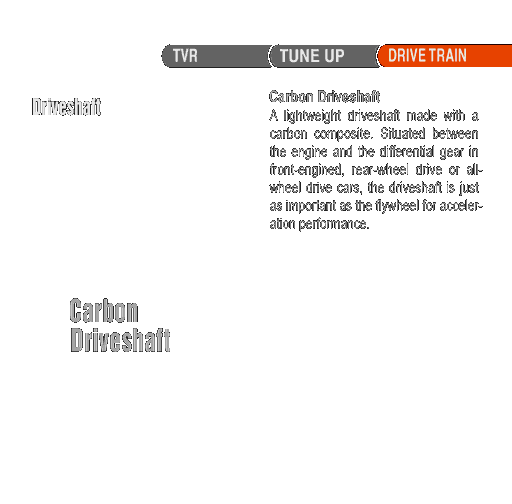 TVR TUNE UP DRIVE TRAIN
Driveshaft
Carbon Driveshaft
A lightweight driveshaft made with a
carbon composite. Situated between
the engine and the differential gear in
front-engined, rear-wheel drive or all-
wheel drive cars, the driveshaft is just
as important as the flywheel for acceler-
ation performance.
Carbon
Driveshaft